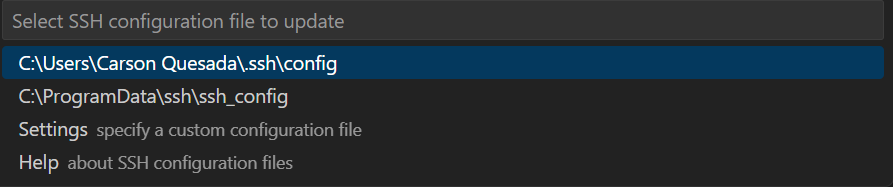 Select SSH configuration file to update
C:\Users\Carson Quesada\.ssh\config
C:\ProgramData\ssh\ssh_config
Settings specify a custom configuration file
Help about SSH configuration files